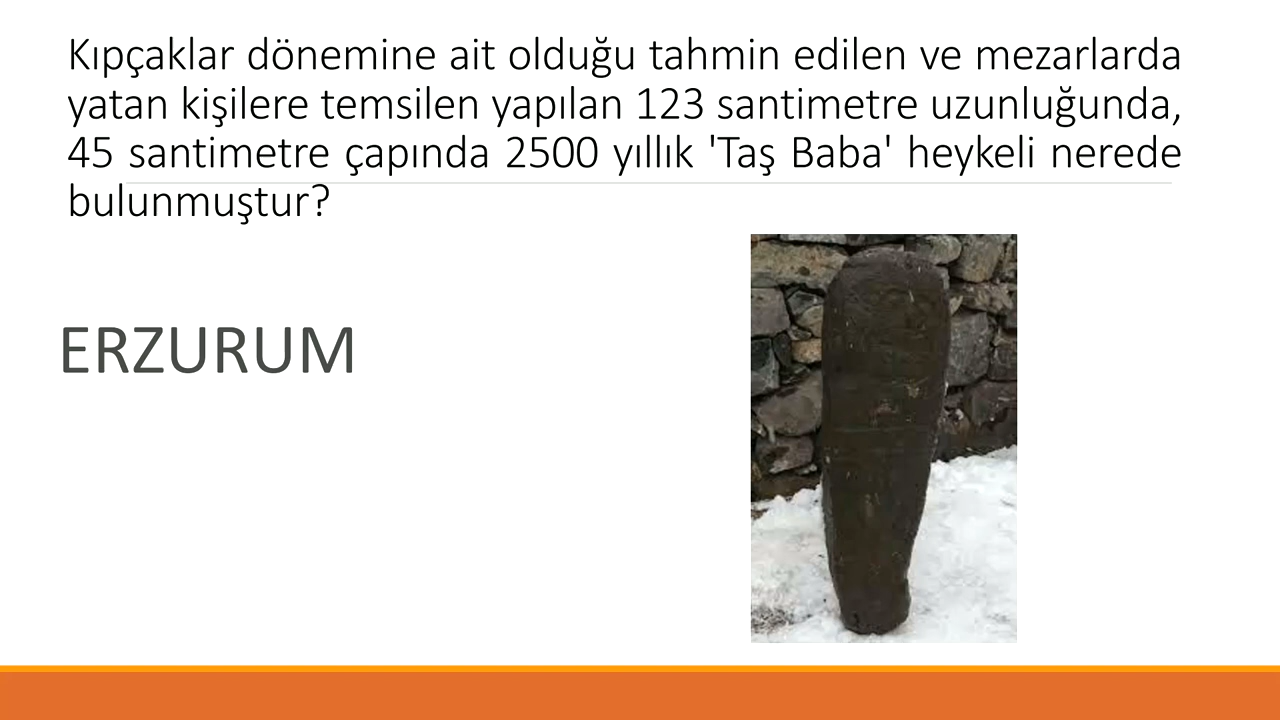 Kıpçaklar dönemine ait olduğu tahmin edilen ve mezarlarda
yatan kişilere temsilen yapılan 123 santimetre uzunluğunda,
45 santimetre çapında 2500 yıllık 'Taş Baba' heykeli nerede
bulunmuştur?
ERZURUM